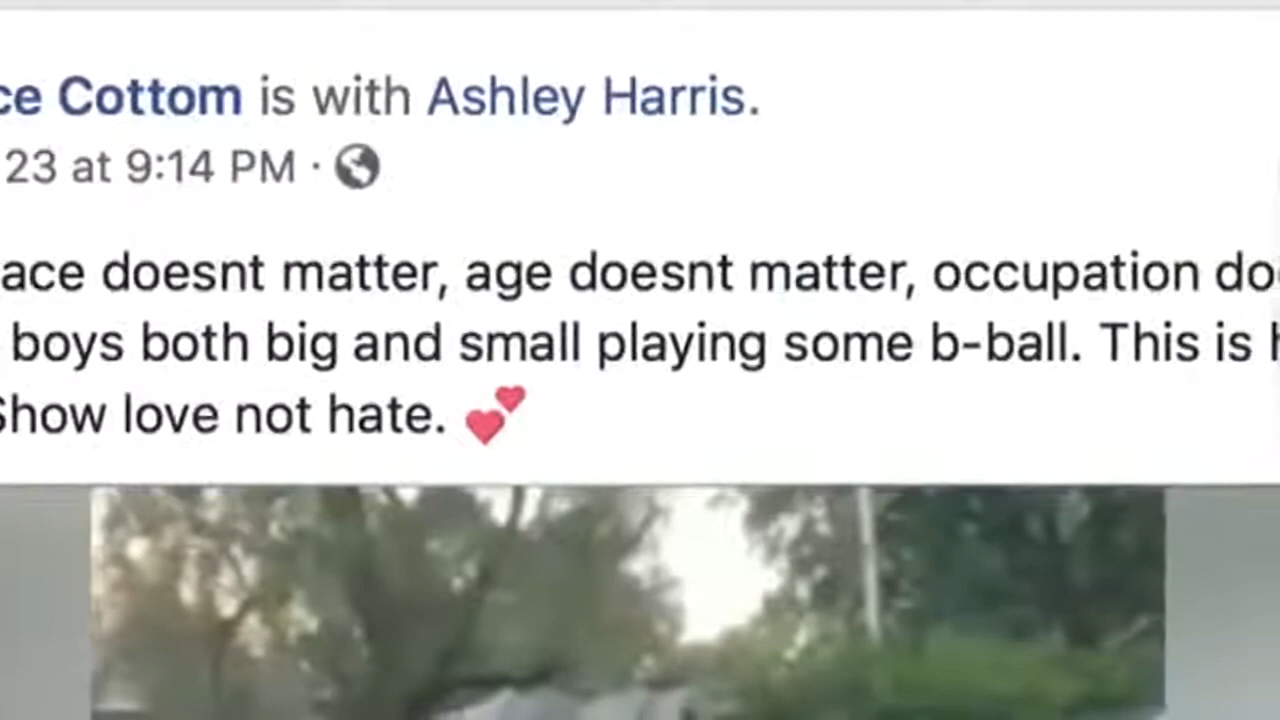 ce Cottom is with Ashley Harris.
23 at 9:14 PM ·
ace doesnt matter, age doesnt matter, occupation do
boys both big and small playing some b-ball. This is h
Show love not hate. 💕